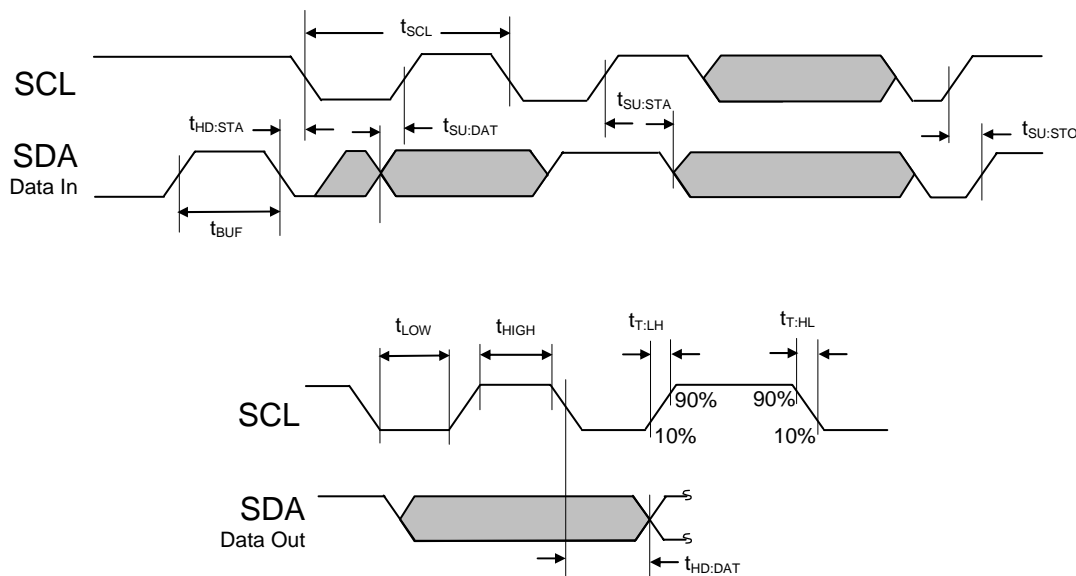 tSCL
SCL
tHD:STA
tSU:DAT
tSU:STA
tSU:STO
SDA
Data In
tBUF
tLOW
tHIGH
tT:LH
tT:HL
SCL
90%
90%
10%
10%
SDA
Data Out
tHD:DAT